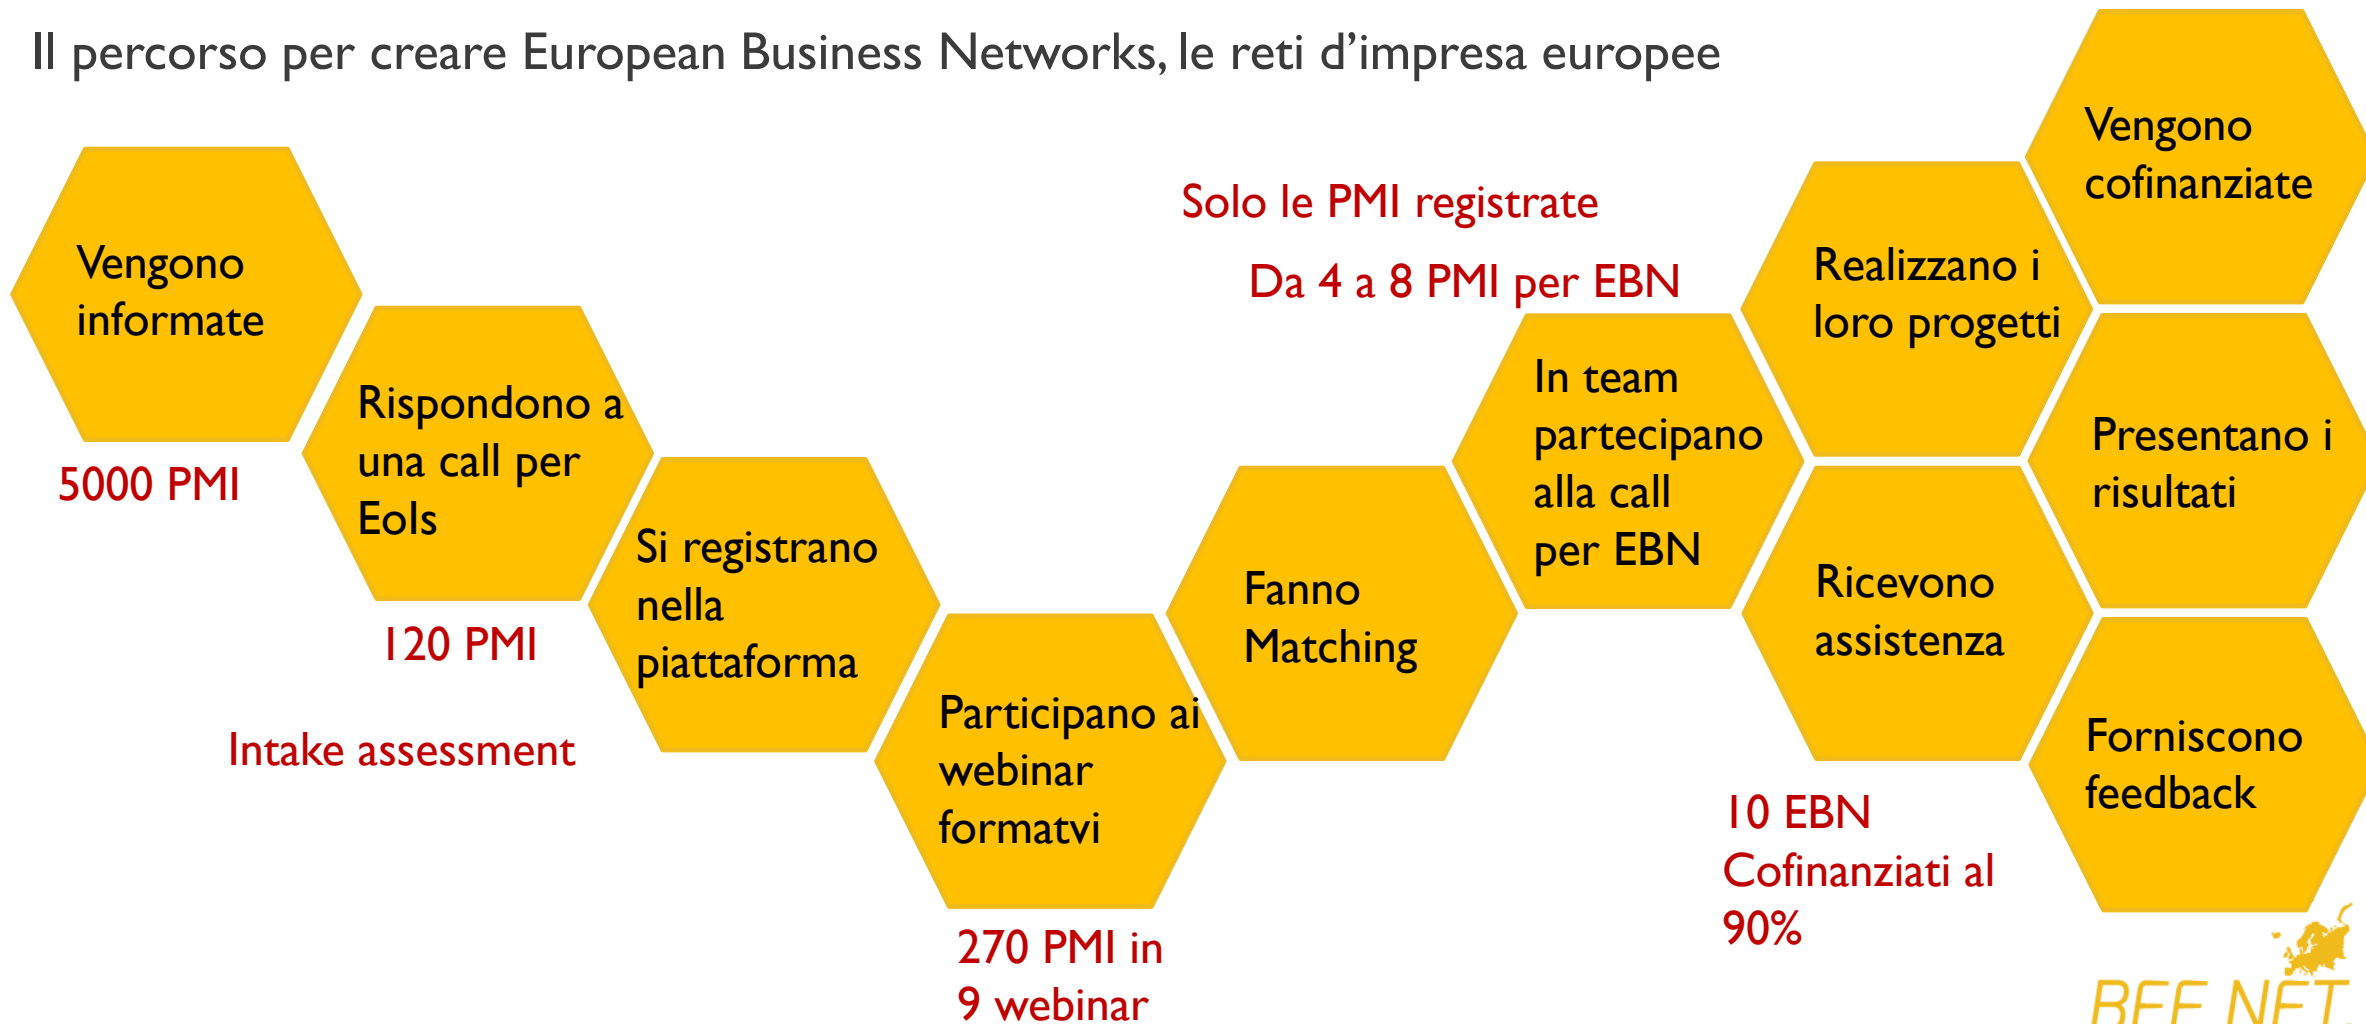 Il percorso per creare European Business Networks, le reti d’impresa europee
Vengono
informate
5000 PMI
Rispondono a
una call per
EoIs
120 PMI
Intake assessment
Si registrano
nella
piattaforma
Participano ai
webinar
formatvi
270 PMI in
9 webinar
Fanno
Matching
Solo le PMI registrate
Da 4 a 8 PMI per EBN
In team
partecipano
alla call
per EBN
Realizzano i
loro progetti
Ricevono
assistenza
10 EBN
Cofinanziati al
90%
Vengono
cofinanziate
Presentano i
risultati
Forniscono
feedback
BEE NET.